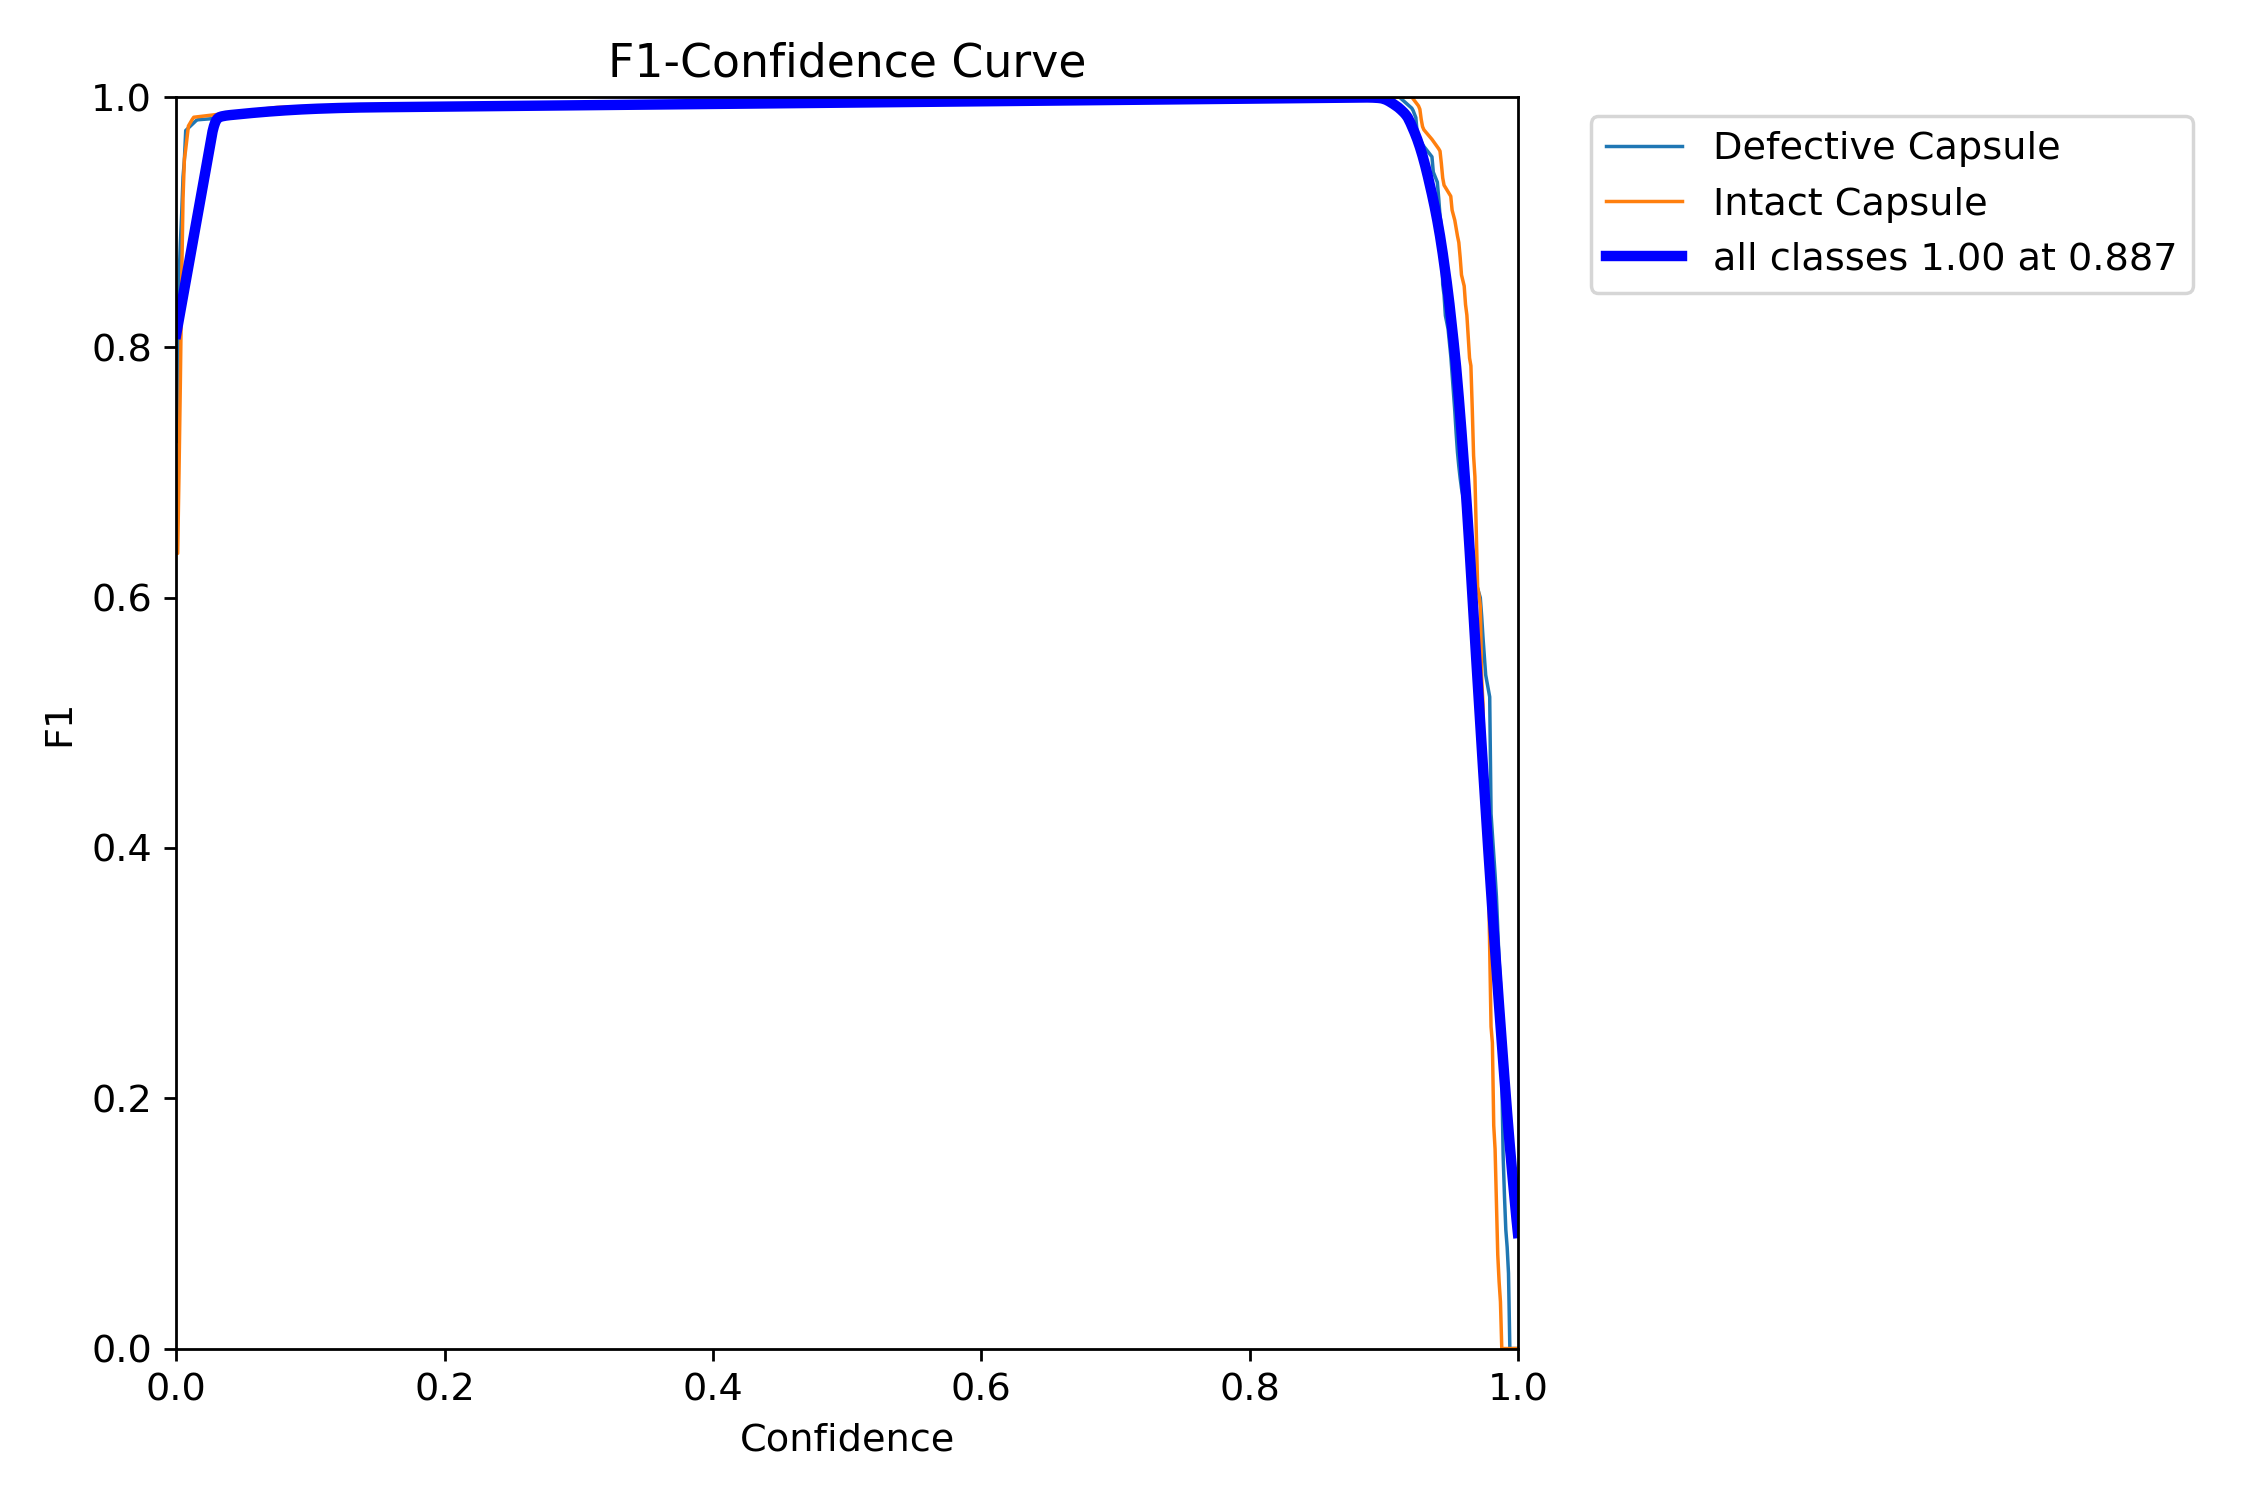 F1-Confidence Curve
1.0
0.8
0.6
0.4
0.2
0.0
F1
0.0 0.2 0.4 0.6 0.8 1.0
Confidence
Defective Capsule
Intact Capsule
all classes 1.00 at 0.887